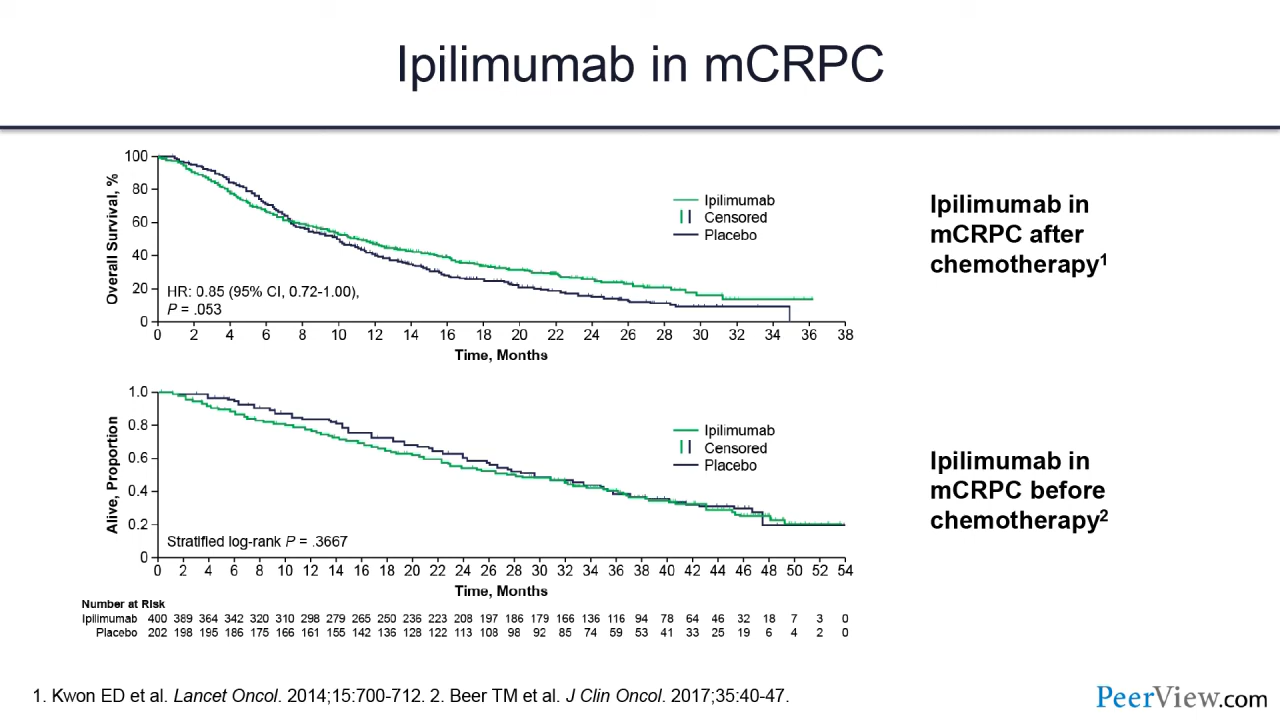 Ipilimumab in mCRPC
100
80
60
40
20
0
Overall Survival, %
Ipilimumab
Censored
Placebo
HR: 0.85 (95% CI, 0.72-1.00),
P = .053
0 2 4 6 8 10 12 14 16 18 20 22 24 26 28 30 32 34 36 38
Time, Months
Ipilimumab in
mCRPC after
chemotherapy1
1.0
0.8
0.6
0.4
0.2
0
Alive, Proportion
Ipilimumab
Censored
Placebo
Stratified log-rank P = .3667
0 2 4 6 8 10 12 14 16 18 20 22 24 26 28 30 32 34 36 38 40 42 44 46 48 50 52 54
Time, Months
Ipilimumab in
mCRPC before
chemotherapy2
Number at Risk
Ipilimumab 400 389 364 342 320 310 298 279 265 250 236 223 208 197 186 179 166 136 116 94 78 64 46 32 18 7 3 0
Placebo 202 198 195 186 175 166 161 155 142 136 128 122 113 108 98 92 85 74 59 53 41 33 25 19 6 4 2 0
1. Kwon ED et al. Lancet Oncol. 2014;15:700-712. 2. Beer TM et al. J Clin Oncol. 2017;35:40-47.
PeerView.com